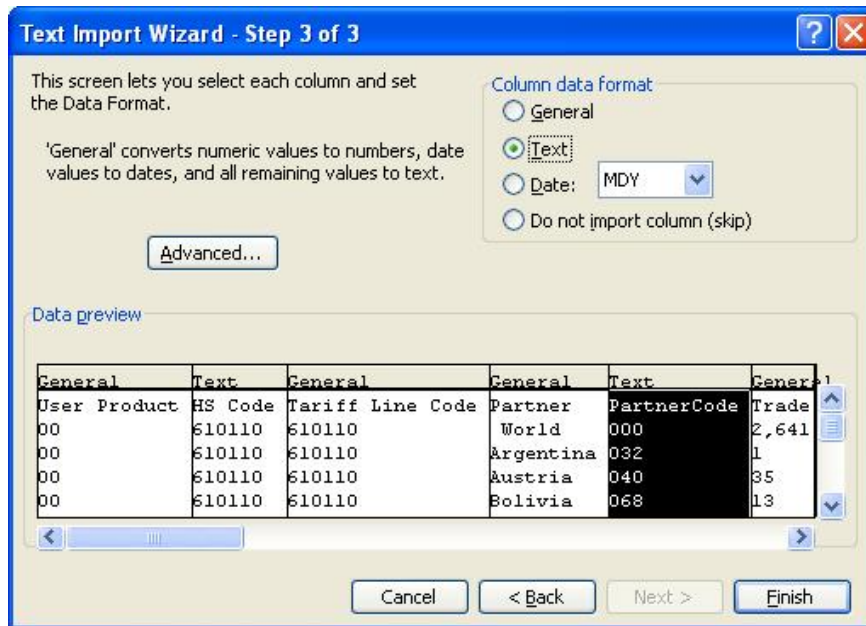 Text Import Wizard - Step 3 of 3
This screen lets you select each column and set
the Data Format.
'General' converts numeric values to numbers, date
values to dates, and all remaining values to text.
Advanced...
Column data format
General
Text
Date: MDY
Do not import column (skip)
Data preview
General Text General General Text General
User Product HS Code Tariff Line Code Partner PartnerCode Trade
00 610110 610110 World 000 2,641
00 610110 610110 Argentina 032 1
00 610110 610110 Austria 040 35
00 610110 610110 Bolivia 068 13
Cancel < Back Next > Finish